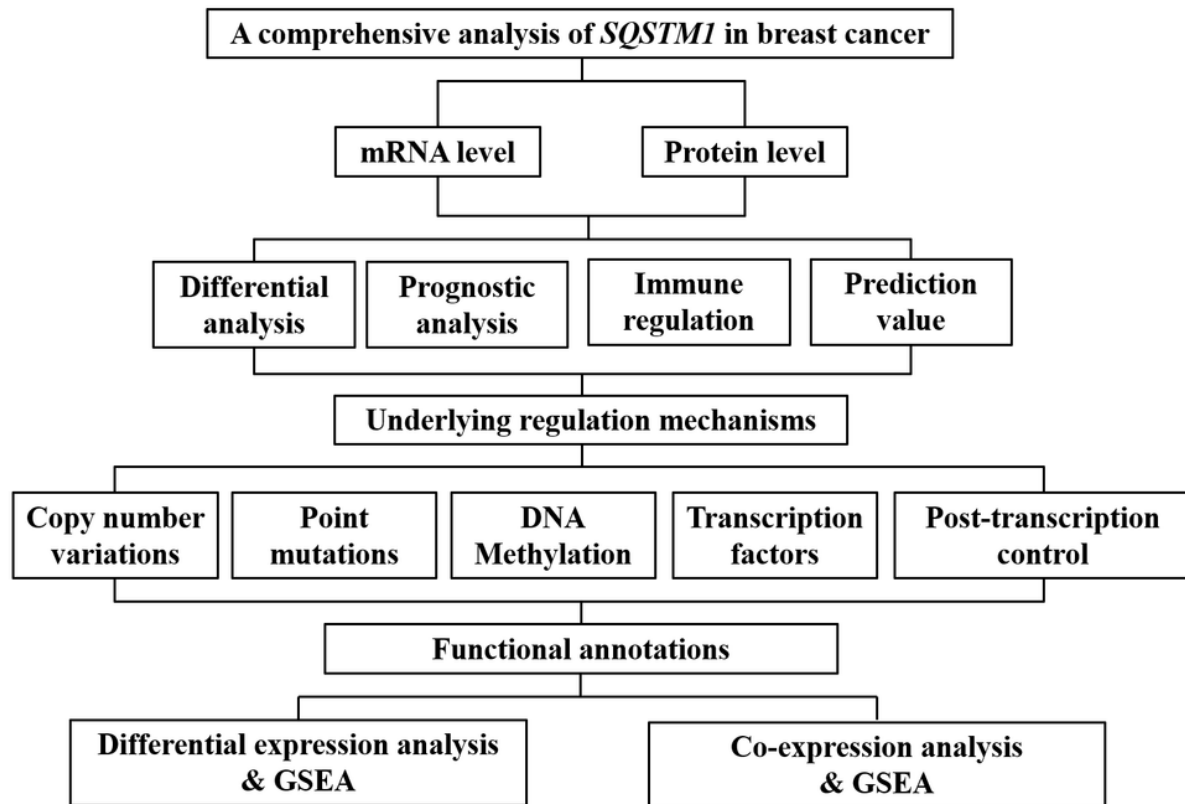 A comprehensive analysis of SQSTM1 in breast cancer
mRNA level
Protein level
Differential
analysis
Prognostic
analysis
Immune
regulation
Prediction
value
Underlying regulation mechanisms
Copy number
variations
Point
mutations
DNA
Methylation
Transcription
factors
Post-transcription
control
Functional annotations
Differential expression analysis
& GSEA
Co-expression analysis
& GSEA